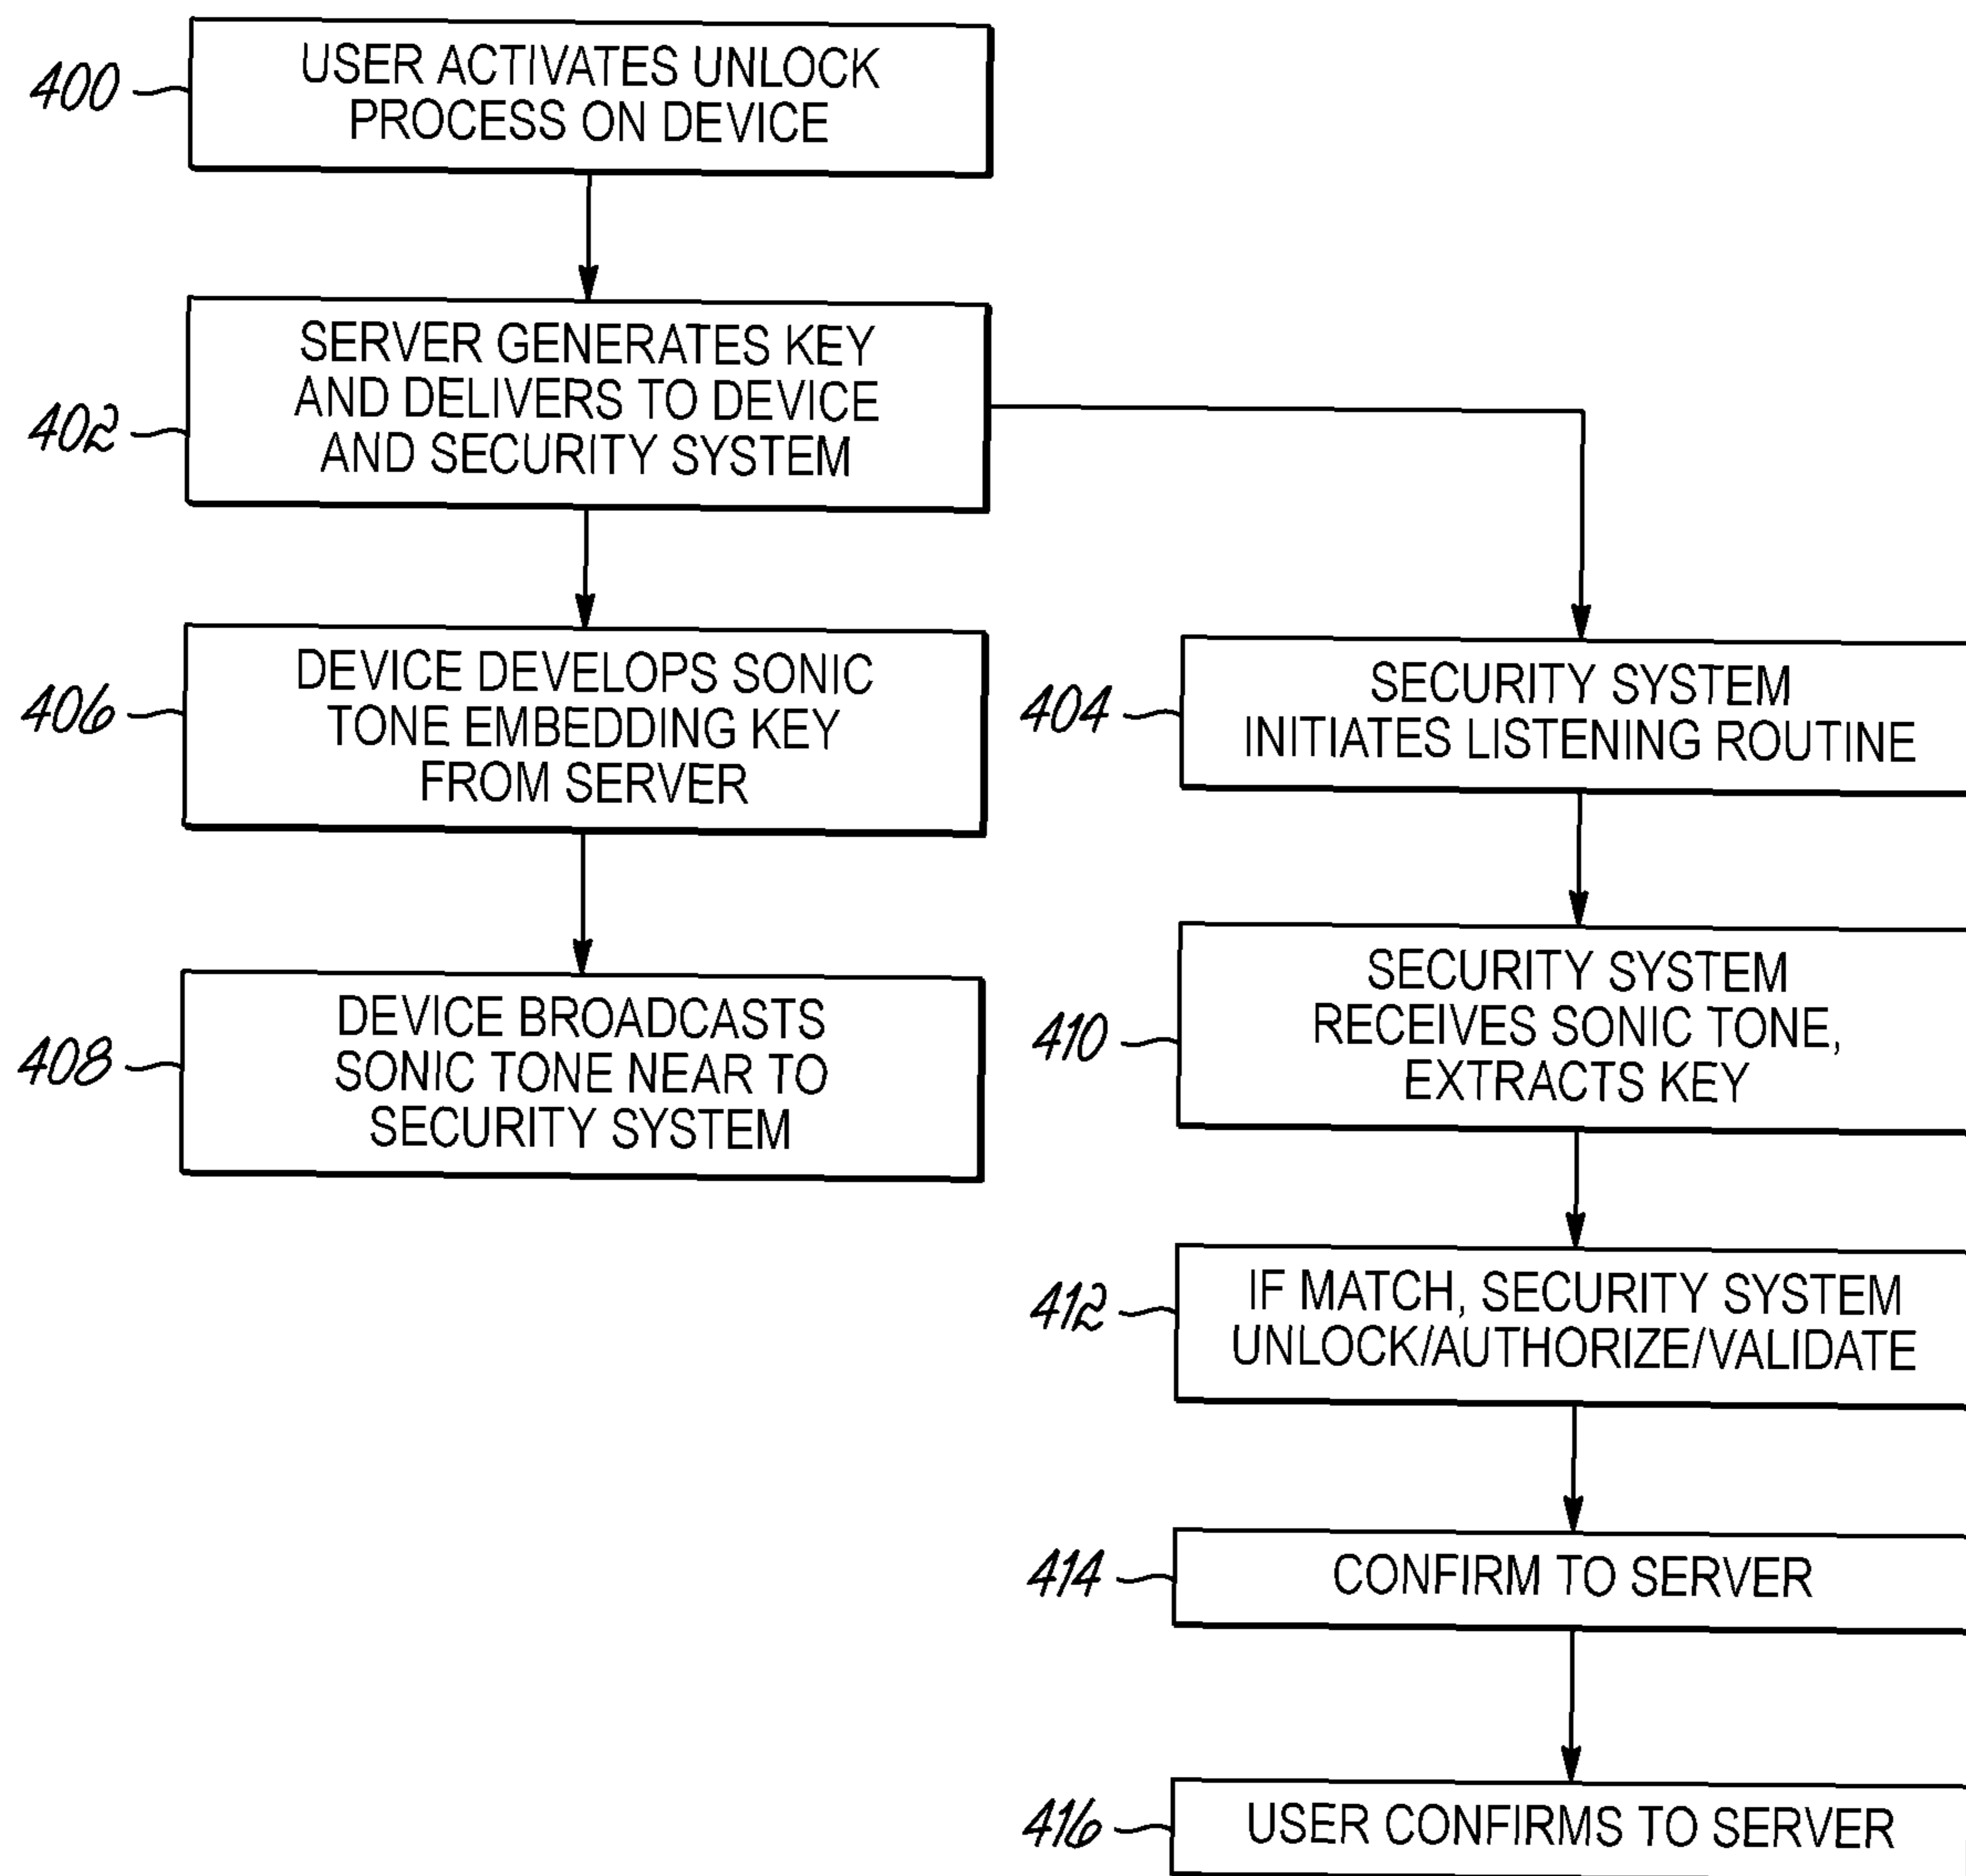 400
USER ACTIVATES UNLOCK
PROCESS ON DEVICE
402
SERVER GENERATES KEY
AND DELIVERS TO DEVICE
AND SECURITY SYSTEM
406
DEVICE DEVELOPS SONIC
TONE EMBEDDING KEY
FROM SERVER
408
DEVICE BROADCASTS
SONIC TONE NEAR TO
SECURITY SYSTEM
404
SECURITY SYSTEM
INITIATES LISTENING ROUTINE
410
SECURITY SYSTEM
RECEIVES SONIC TONE,
EXTRACTS KEY
412
IF MATCH, SECURITY SYSTEM
UNLOCK/AUTHORIZE/VALIDATE
414
CONFIRM TO SERVER
416
USER CONFIRMS TO SERVER